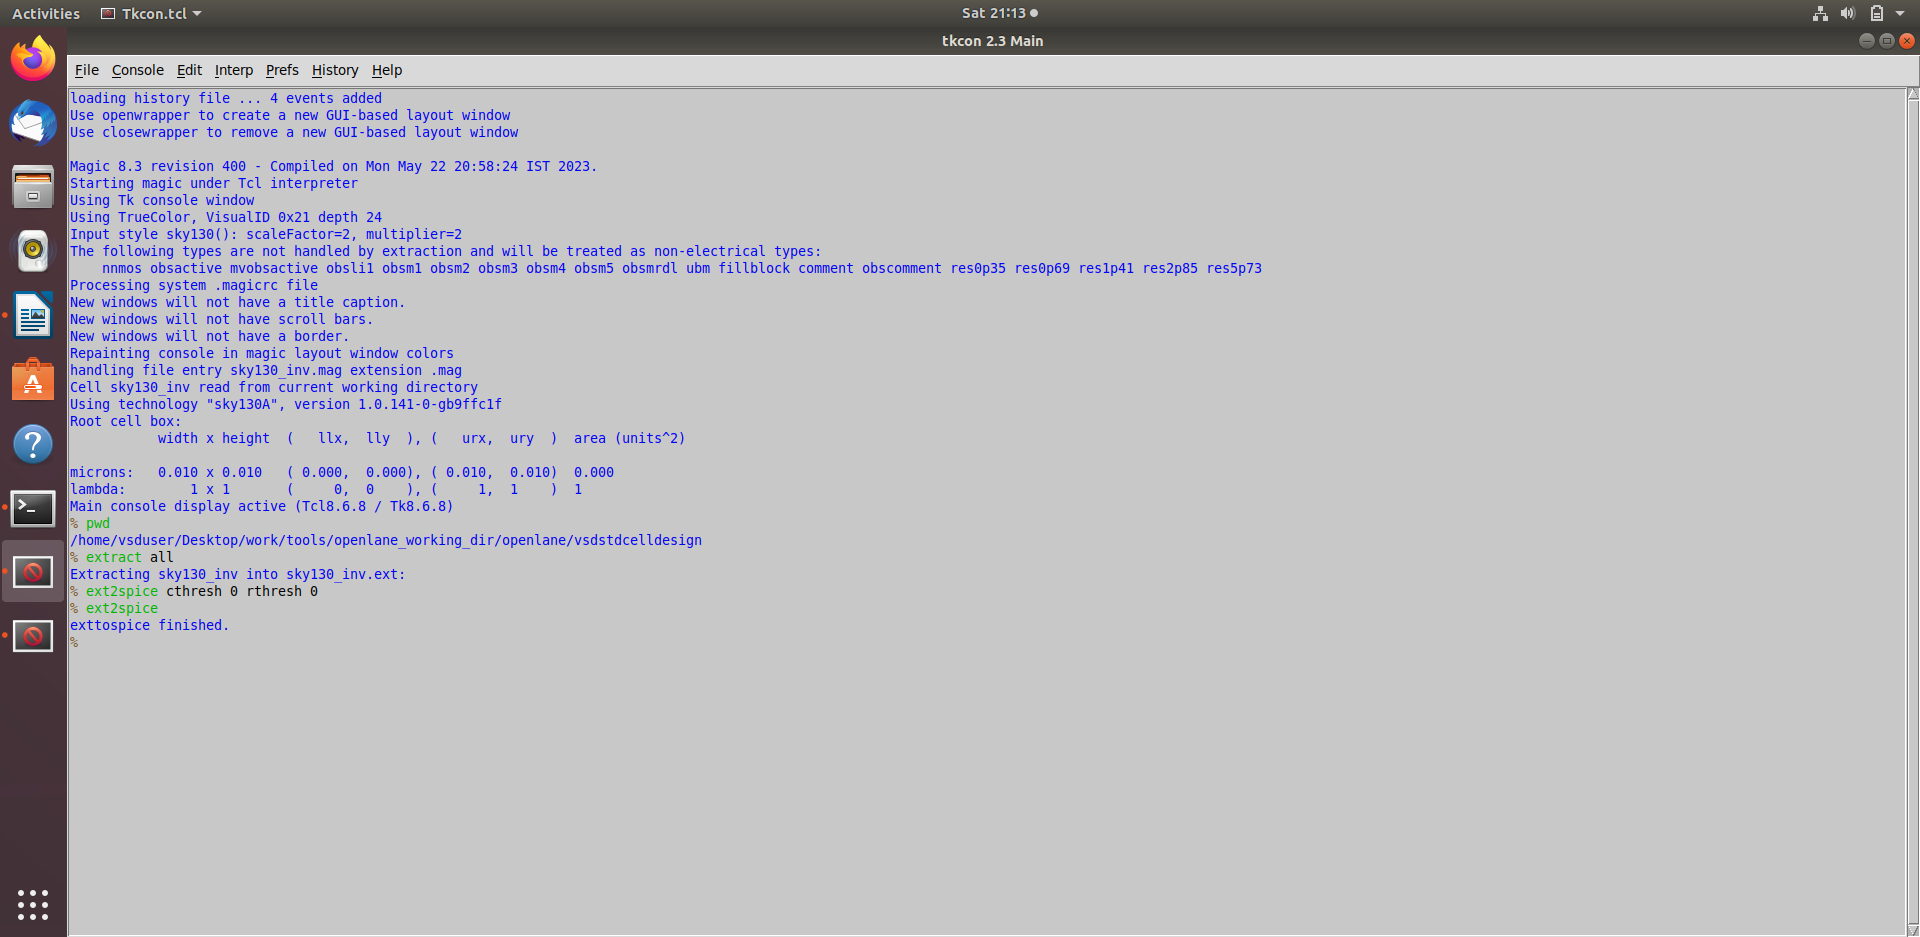 Activities Tkcon.tcl Sat 21:13
tkcon 2.3 Main
File Console Edit Interp Prefs History Help
loading history file ... 4 events added
Use openwrapper to create a new GUI-based layout window
Use closewrapper to remove a new GUI-based layout window
Magic 8.3 revision 400 - Compiled on Mon May 22 20:58:24 IST 2023.
Starting magic under Tcl interpreter
Using Tk console window
Using TrueColor, VisualID 0x21 depth 24
Input style sky130(): scaleFactor=2, multiplier=2
The following types are not handled by extraction and will be treated as non-electrical types:
nnmos obsactive mvobsactive obsli1 obsm1 obsm2 obsm3 obsm4 obsm5 obsmrdl ubm fillblock comment obscomment res0p35 res0p69 res1p41 res2p85 res5p73
Processing system .magicrc file
New windows will not have a title caption.
New windows will not have scroll bars.
New windows will not have a border.
Repainting console in magic layout window colors
handling file entry sky130_inv.mag extension .mag
Cell sky130_inv read from current working directory
Using technology "sky130A", version 1.0.141-0-gb9ffc1f
Root cell box:
width x height ( llx, lly ), ( urx, ury ) area (units^2)
microns: 0.010 x 0.010 ( 0.000, 0.000), ( 0.010, 0.010) 0.000
lambda: 1 x 1 ( 0, 0 ), ( 1, 1 ) 1
Main console display active (Tcl8.6.8 / Tk8.6.8)
% pwd
/home/vsduser/Desktop/work/tools/openlane_working_dir/openlane/vsdstdcelldesign
% extract all
Extracting sky130_inv into sky130_inv.ext:
% ext2spice cthresh 0 rthresh 0
% ext2spice
exttospice finished.
%